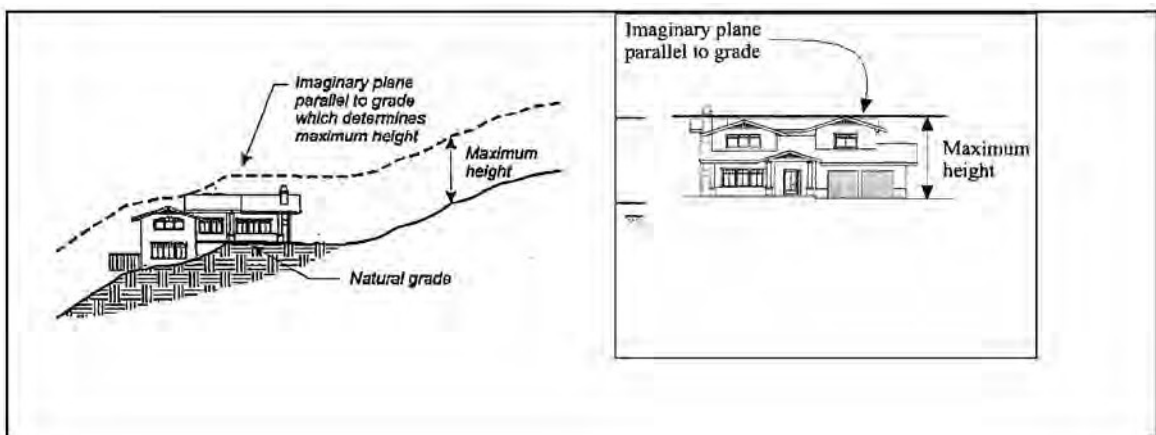 Imaginary plane
parallel to grade
which determines
maximum height
Maximum
height
Natural grade
Imaginary plane
parallel to grade
Maximum
height